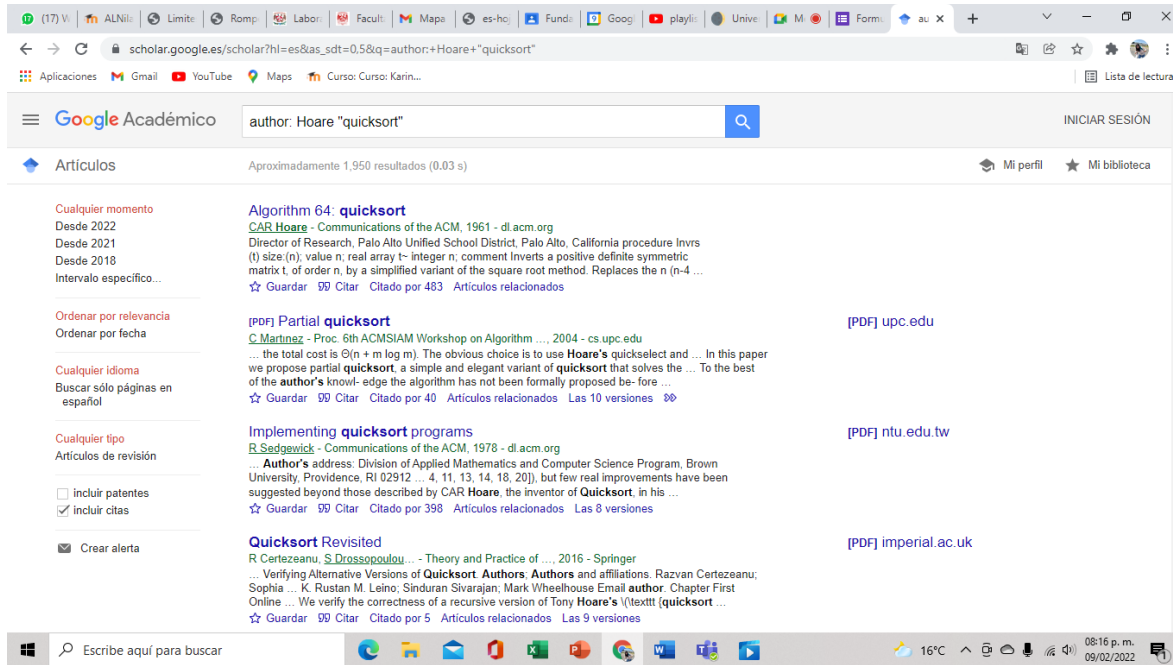 (17) W
ALNila
Limite
Romp
Labora
Facult
Mapa
es-hoj
Funda
Googl
playlis
Univer
M
Formu
au
scholar.google.es/scholar?hl=es&as_sdt=0,5&q=author:+Hoare+"quicksort"
Aplicaciones Gmail YouTube Maps Curso: Curso: Karin... Lista de lectura
Google Académico
author: Hoare "quicksort"
INICIAR SESIÓN
Artículos
Aproximadamente 1,950 resultados (0.03 s)
Mi perfil
Mi biblioteca
Cualquier momento
Desde 2022
Desde 2021
Desde 2018
Intervalo específico...
Ordenar por relevancia
Ordenar por fecha
Cualquier idioma
Buscar sólo páginas en
español
Cualquier tipo
Artículos de revisión
incluir patentes
incluir citas
Crear alerta
Algorithm 64: quicksort
CAR Hoare - Communications of the ACM, 1961 - dl.acm.org
Director of Research, Palo Alto Unified School District, Palo Alto, California procedure Invrs
(t) size:(n); value n; real array t~ integer n; comment Inverts a positive definite symmetric
matrix t, of order n, by a simplified variant of the square root method. Replaces the n (n-4 ...
Guardar Citar Citado por 483 Artículos relacionados
[PDF] Partial quicksort
C Martınez - Proc. 6th ACMSIAM Workshop on Algorithm ..., 2004 - cs.upc.edu
... the total cost is Θ(n + m log m). The obvious choice is to use Hoare's quickselect and ... In this paper
we propose partial quicksort, a simple and elegant variant of quicksort that solves the ... To the best
of the author's knowl- edge the algorithm has not been formally proposed be- fore ...
Guardar Citar Citado por 40 Artículos relacionados Las 10 versiones
[PDF] upc.edu
Implementing quicksort programs
R Sedgewick - Communications of the ACM, 1978 - dl.acm.org
... Author's address: Division of Applied Mathematics and Computer Science Program, Brown
University, Providence, RI 02912 ... 4, 11, 13, 14, 18, 20]), but few real improvements have been
suggested beyond those described by CAR Hoare, the inventor of Quicksort, in his ...
Guardar Citar Citado por 398 Artículos relacionados Las 8 versiones
[PDF] ntu.edu.tw
Quicksort Revisited
R Certezeanu, S Drossopoulou... - Theory and Practice of ..., 2016 - Springer
... Verifying Alternative Versions of Quicksort. Authors; Authors and affiliations. Razvan Certezeanu;
Sophia ... K. Rustan M. Leino; Sinduran Sivarajan; Mark Wheelhouse Email author. Chapter First
Online ... We verify the correctness of a recursive version of Tony Hoare's \(\texttt {quicksort ...
Guardar Citar Citado por 5 Artículos relacionados Las 9 versiones
[PDF] imperial.ac.uk
Escribe aquí para buscar
16°C
08:16 p. m.
09/02/2022